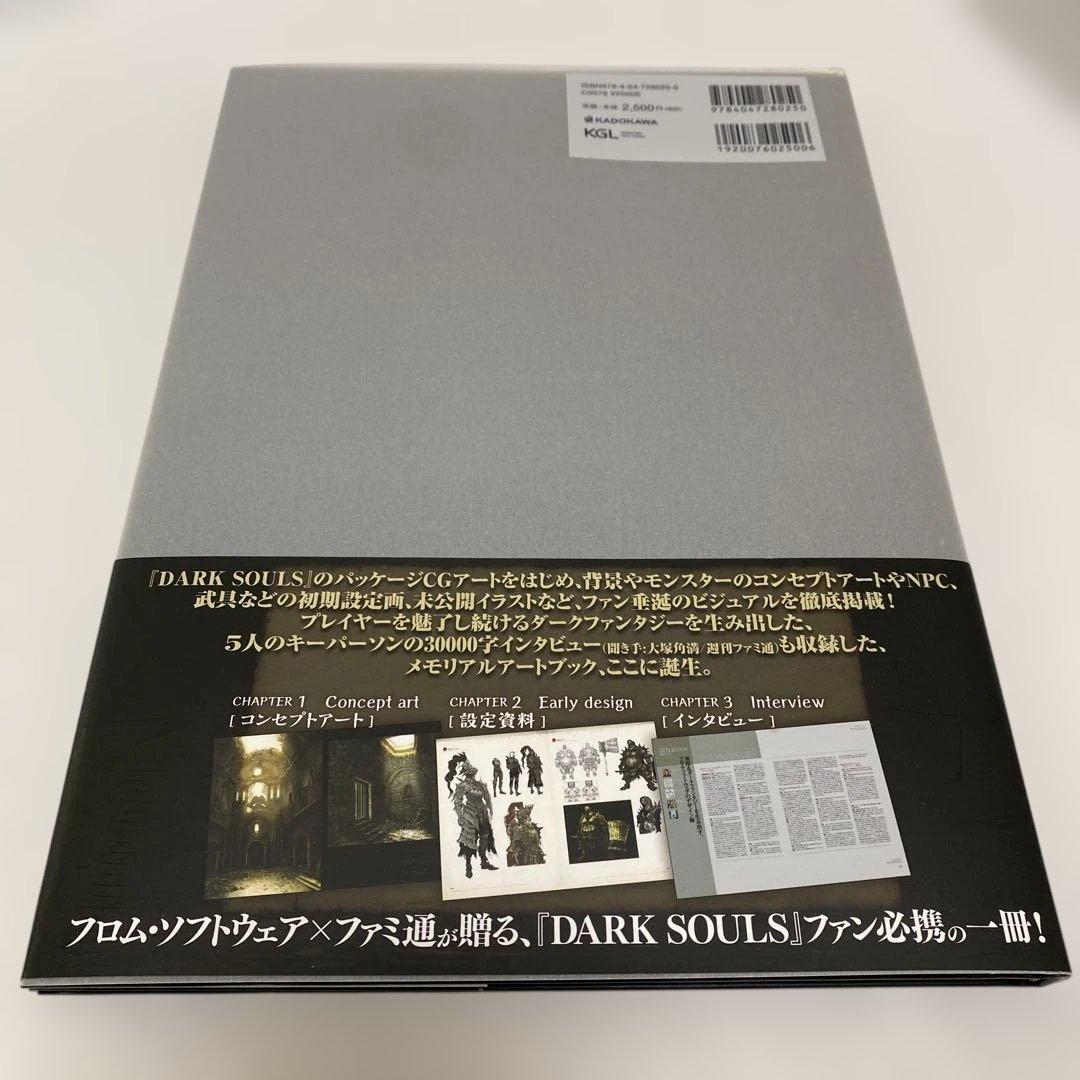 ISBN978-4-04-728025-0
C0076 ¥2500E
定価:本体 2,500円(税別)
KADOKAWA
KGL
9784047280250
1920076025006
『DARK SOULS』のパッケージCGアートをはじめ、背景やモンスターのコンセプトアートやNPC、
武具などの初期設定画、未公開イラストなど、ファン垂涎のビジュアルを徹底掲載!
プレイヤーを魅了し続けるダークファンタジーを生み出した、
5人のキーパーソンの30000字インタビュー(聞き手:大塚角満/週刊ファミ通)も収録した、
メモリアルアートブック、ここに誕生。
CHAPTER 1 Concept art
[コンセプトアート]
CHAPTER 2 Early design
[設定資料]
CHAPTER 3 Interview
[インタビュー]
フロム・ソフトウェア×ファミ通が贈る、『DARK SOULS』ファン必携の一冊!